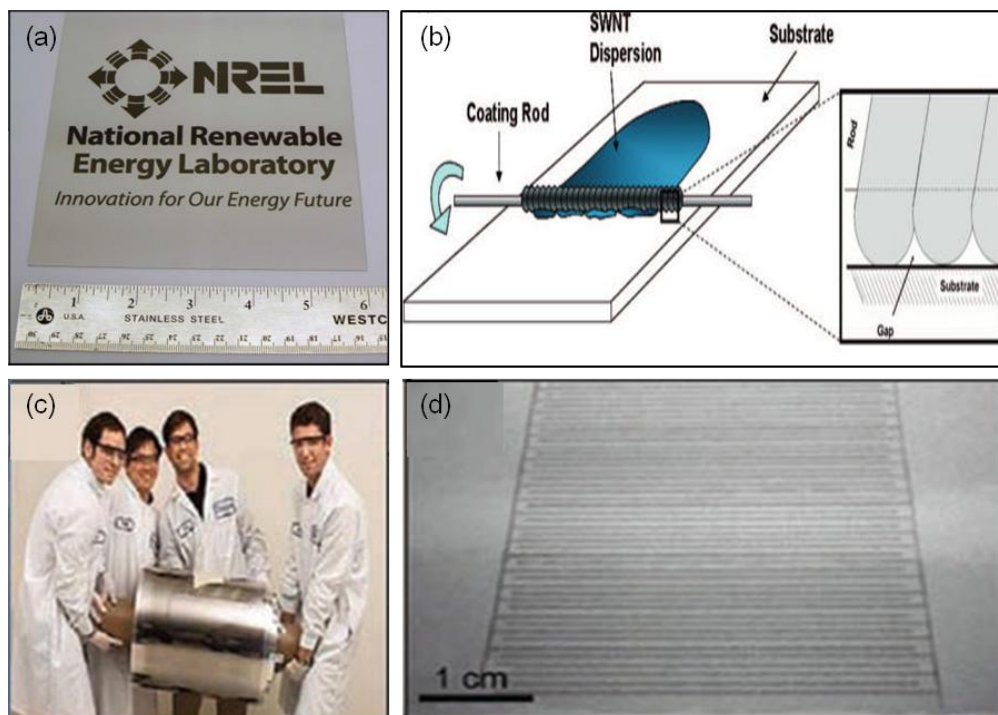 (a)
NREL
National Renewable
Energy Laboratory
Innovation for Our Energy Future
1 2 3 4 5 6
U.S.A. STAINLESS STEEL WESTC
(b)
SWNT
Dispersion
Substrate
Coating Rod
Rod
Substrate
Gap
(c)
(d)
1 cm